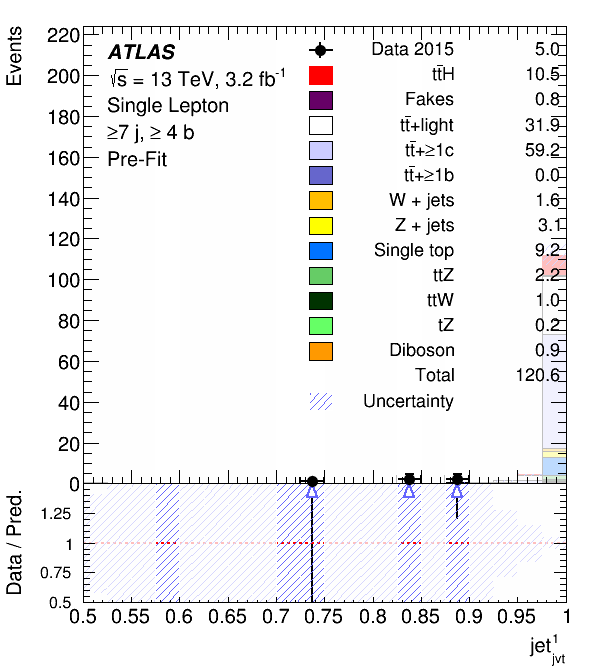 Events
220
200
180
160
140
120
100
80
60
40
20
0
ATLAS
√s = 13 TeV, 3.2 fb⁻¹
Single Lepton
≥7 j, ≥ 4 b
Pre-Fit
Data 2015 5.0
tt̄H 10.5
Fakes 0.8
tt̄+light 31.9
tt̄+≥1c 59.2
tt̄+≥1b 0.0
W + jets 1.6
Z + jets 3.1
Single top 9.2
ttZ 2.2
ttW 1.0
tZ 0.2
Diboson 0.9
Total 120.6
Uncertainty
Data / Pred.
1.25
1
0.75
0.5
0.5 0.55 0.6 0.65 0.7 0.75 0.8 0.85 0.9 0.95 1
jet¹ⱼᵥₜ